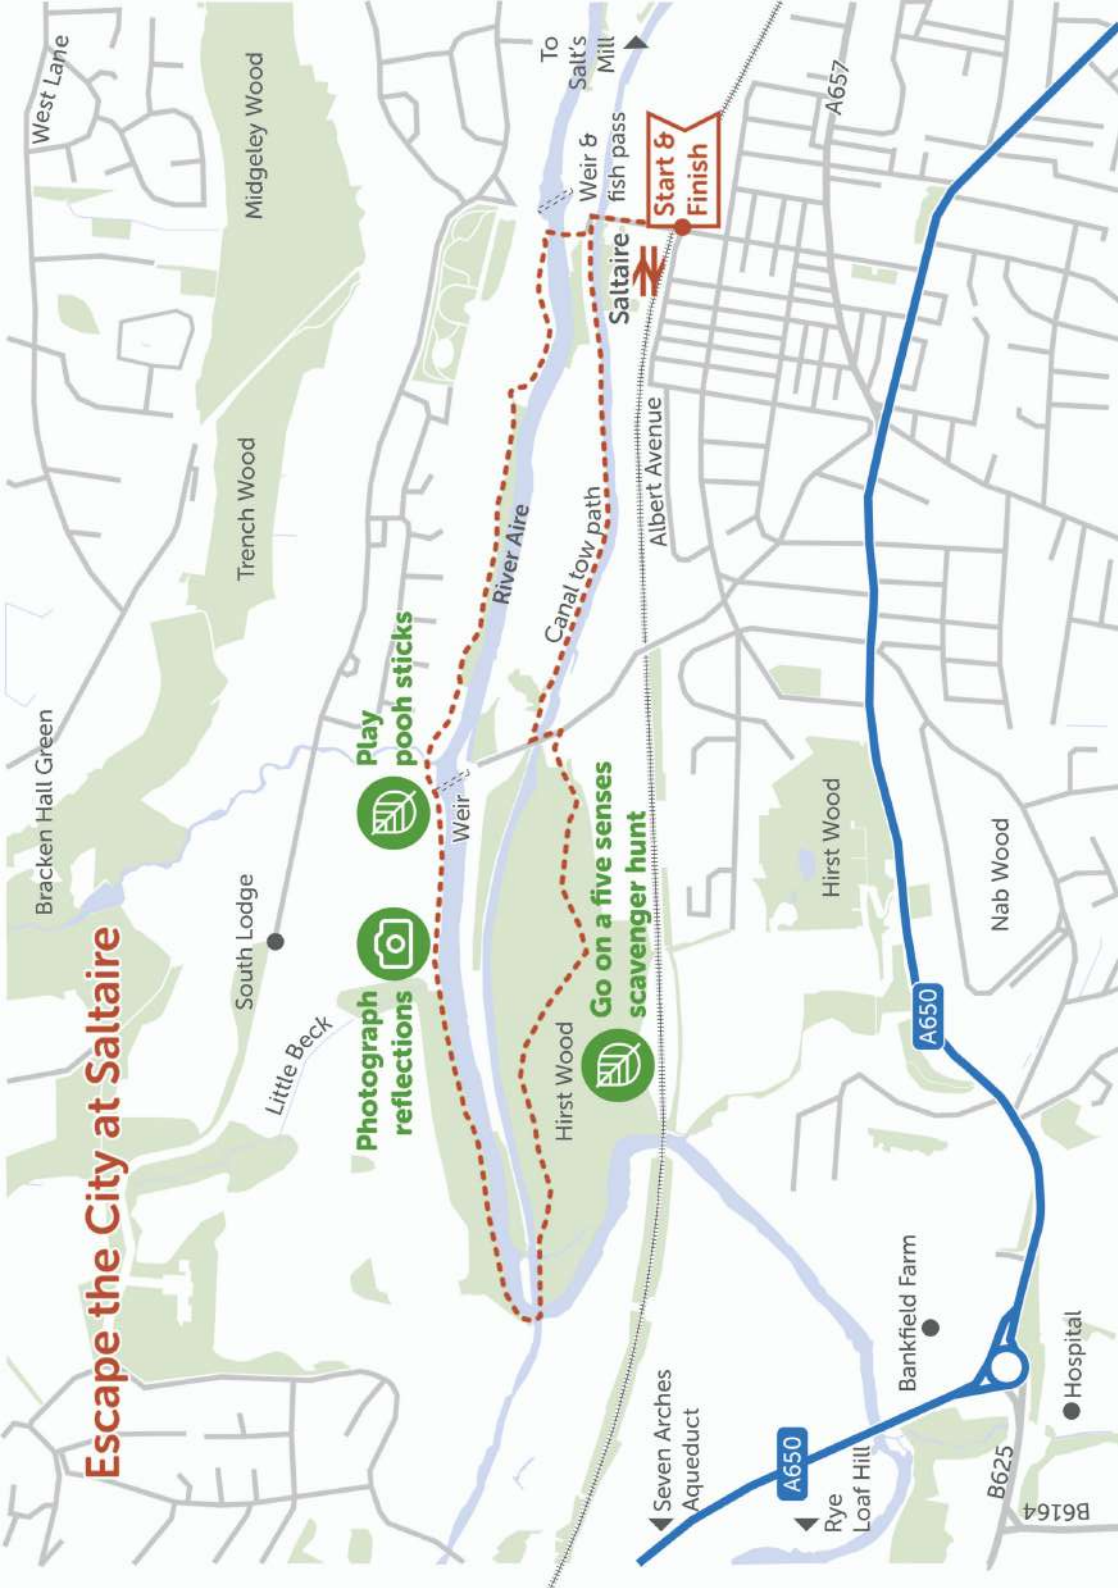 Escape the City at Saltaire
West Lane
Midgeley Wood
Trench Wood
Bracken Hall Green
South Lodge
Little Beck
Photograph
reflections
Play
pooh sticks
Weir
River Aire
Canal tow path
To
Salt's
Mill
Weir &
fish pass
Start &
Finish
Saltaire
Albert Avenue
A657
Go on a five senses
scavenger hunt
Hirst Wood
Hirst Wood
Nab Wood
A650
Seven Arches
Aqueduct
A650
Rye
Loaf Hill
Bankfield Farm
Hospital
B625
B6164